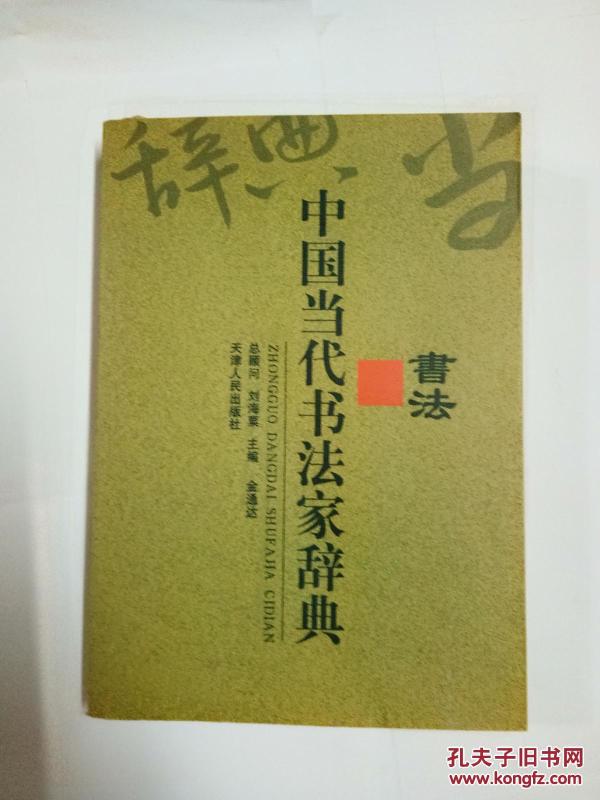 辞典
書法
中国当代书法家辞典
ZHONGGUO DANGDAI SHUFAHA CIDIAN
总顾问 刘海粟 主编 金通达
天津人民出版社
孔夫子旧书网
www.kongfz.com